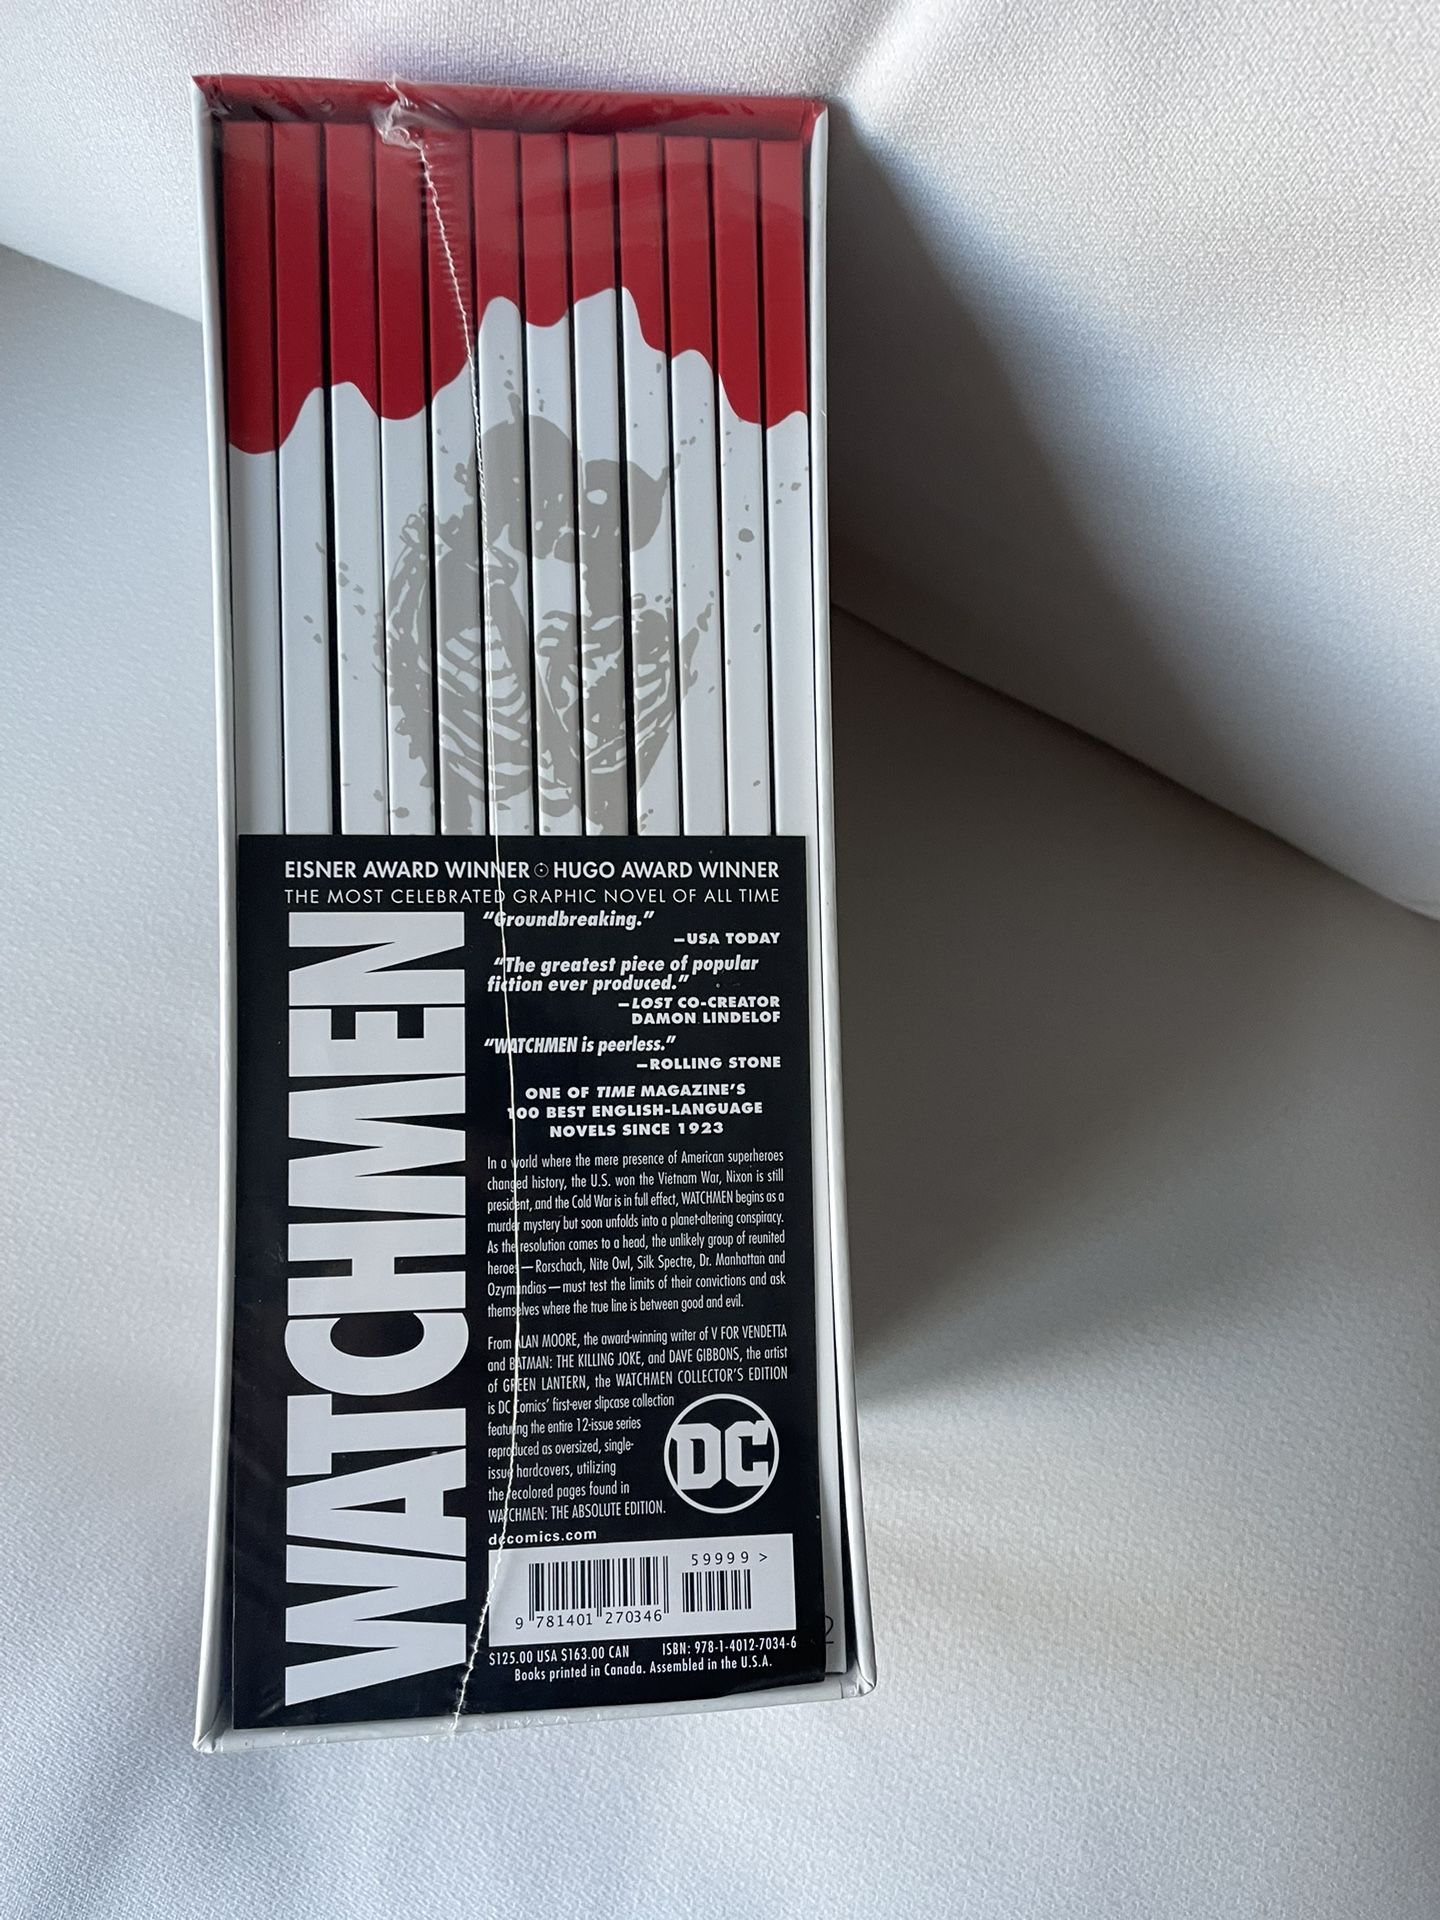 EISNER AWARD WINNER HUGO AWARD WINNER
THE MOST CELEBRATED GRAPHIC NOVEL OF ALL TIME
WATCHMEN
“Groundbreaking.”
—USA TODAY
“The greatest piece of popular
fiction ever produced.”
—LOST CO-CREATOR
DAMON LINDELOF
“WATCHMEN is peerless.”
—ROLLING STONE
ONE OF TIME MAGAZINE’S
100 BEST ENGLISH-LANGUAGE
NOVELS SINCE 1923
In a world where the mere presence of American superheroes
changed history, the U.S. won the Vietnam War, Nixon is still
president, and the Cold War is in full effect, WATCHMEN begins as a
murder mystery but soon unfolds into a planet-altering conspiracy.
As the resolution comes to a head, the unlikely group of reunited
heroes—Rorschach, Nite Owl, Silk Spectre, Dr. Manhattan and
Ozymandias—must test the limits of their convictions and ask
themselves where the true line is between good and evil.
From ALAN MOORE, the award-winning writer of V FOR VENDETTA
and BATMAN: THE KILLING JOKE, and DAVE GIBBONS, the artist
of GREEN LANTERN, the WATCHMEN COLLECTOR’S EDITION
is DC Comics’ first-ever slipcase collection
featuring the entire 12-issue series
reproduced as oversized, single-
issue hardcovers, utilizing
the recolored pages found in
WATCHMEN: THE ABSOLUTE EDITION.
DC
dccomics.com
59999>
9 781401 270346
2
$125.00 USA $163.00 CAN ISBN: 978-1-4012-7034-6
Books printed in Canada. Assembled in the U.S.A.